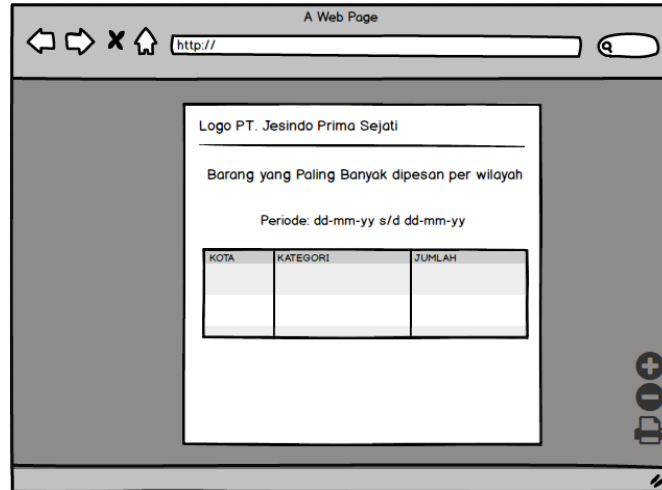 A Web Page
http://
Logo PT. Jesindo Prima Sejati
Barang yang Paling Banyak dipesan per wilayah
Periode: dd-mm-yy s/d dd-mm-yy
KOTA KATEGORI JUMLAH